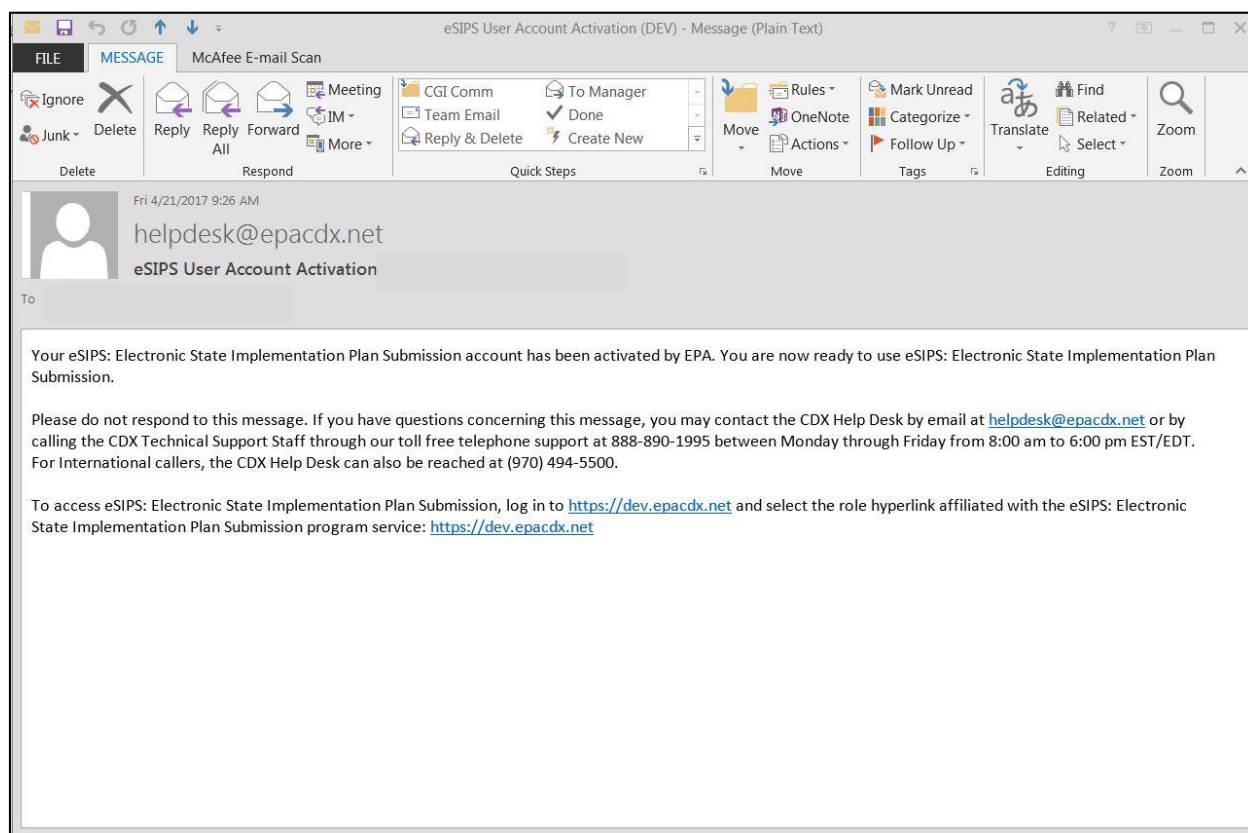 eSIPS User Account Activation (DEV) - Message (Plain Text)
FILE MESSAGE McAfee E-mail Scan
Ignore
Junk
Delete
Reply
Reply All
Forward
Meeting
IM
More
CGI Comm
Team Email
Reply & Delete
To Manager
Done
Create New
Move
Rules
OneNote
Actions
Mark Unread
Categorize
Follow Up
Translate
Find
Related
Select
Zoom
Delete Respond Quick Steps Move Tags Editing Zoom
Fri 4/21/2017 9:26 AM
helpdesk@epacdx.net
eSIPS User Account Activation
To
Your eSIPS: Electronic State Implementation Plan Submission account has been activated by EPA. You are now ready to use eSIPS: Electronic State Implementation Plan
Submission.
Please do not respond to this message. If you have questions concerning this message, you may contact the CDX Help Desk by email at helpdesk@epacdx.net or by
calling the CDX Technical Support Staff through our toll free telephone support at 888-890-1995 between Monday through Friday from 8:00 am to 6:00 pm EST/EDT.
For International callers, the CDX Help Desk can also be reached at (970) 494-5500.
To access eSIPS: Electronic State Implementation Plan Submission, log in to https://dev.epacdx.net and select the role hyperlink affiliated with the eSIPS: Electronic
State Implementation Plan Submission program service: https://dev.epacdx.net